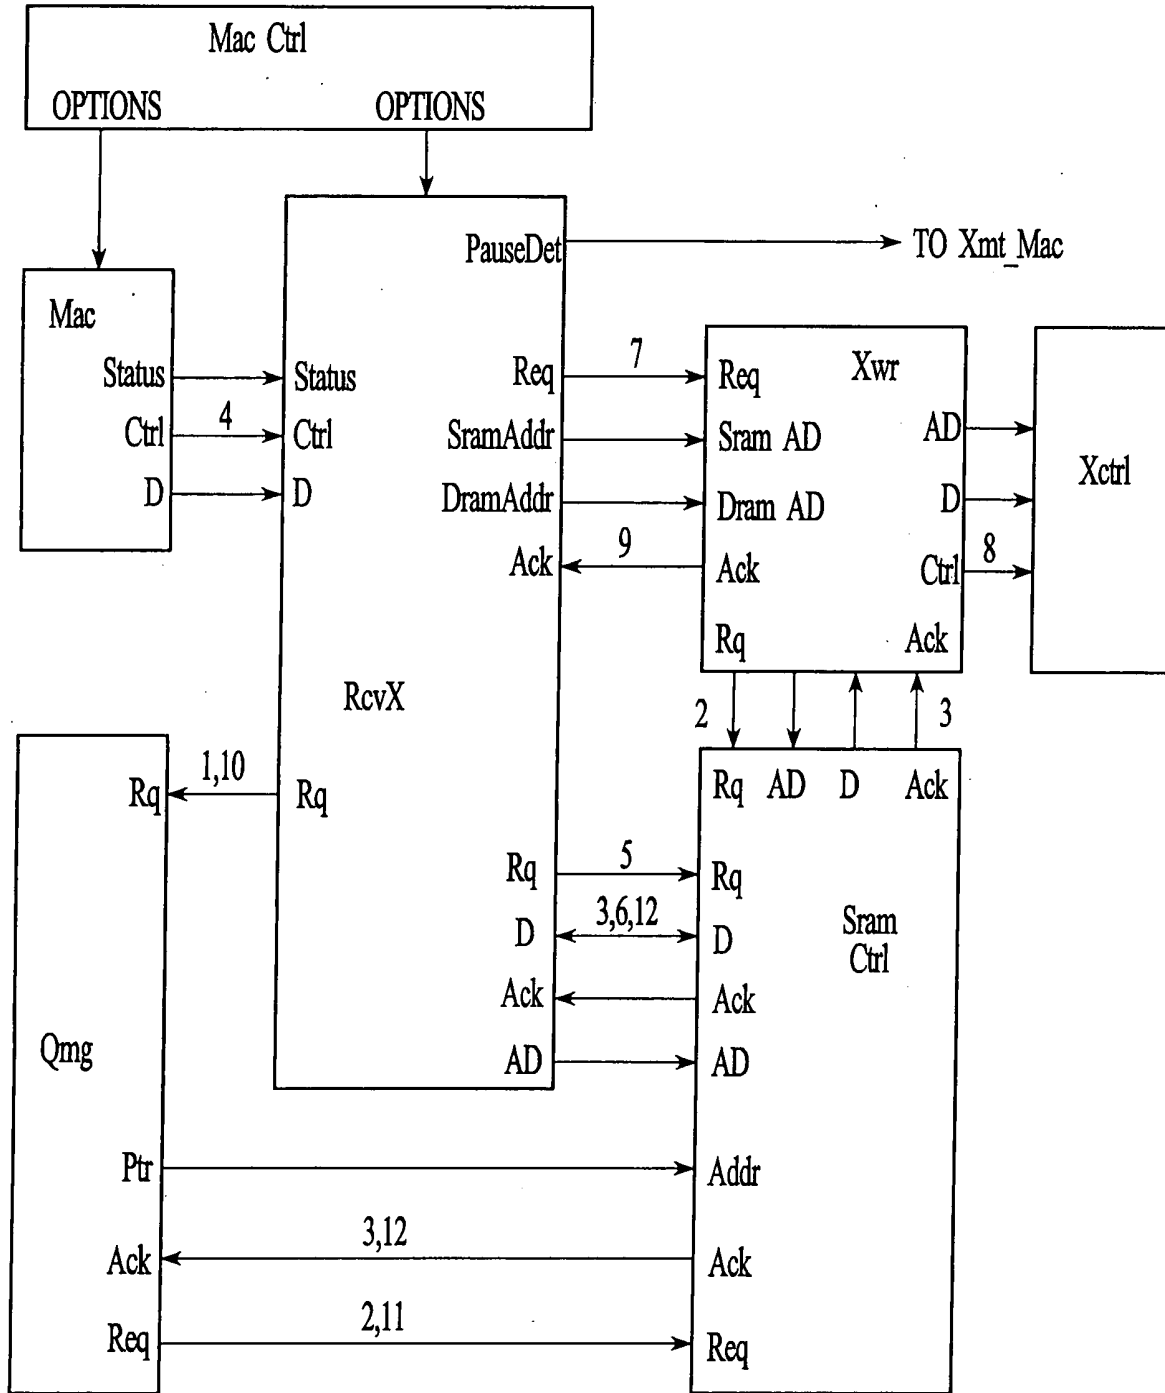 Mac Ctrl
OPTIONS OPTIONS
PauseDet TO Xmt_Mac
Mac
Status Status
Ctrl 4 Ctrl
D D
Req 7 Req
SramAddr Sram AD
DramAddr Dram AD
Ack 9 Ack
Xwr
AD
D
Ctrl 8
Xctrl
Rq Ack
RcvX
2 3
Rq AD D Ack
Rq 1,10 Rq
Rq 5 Rq
D 3,6,12 D
Ack Ack
AD AD
Sram
Ctrl
Qmg
Ptr Addr
Ack 3,12 Ack
Req 2,11 Req